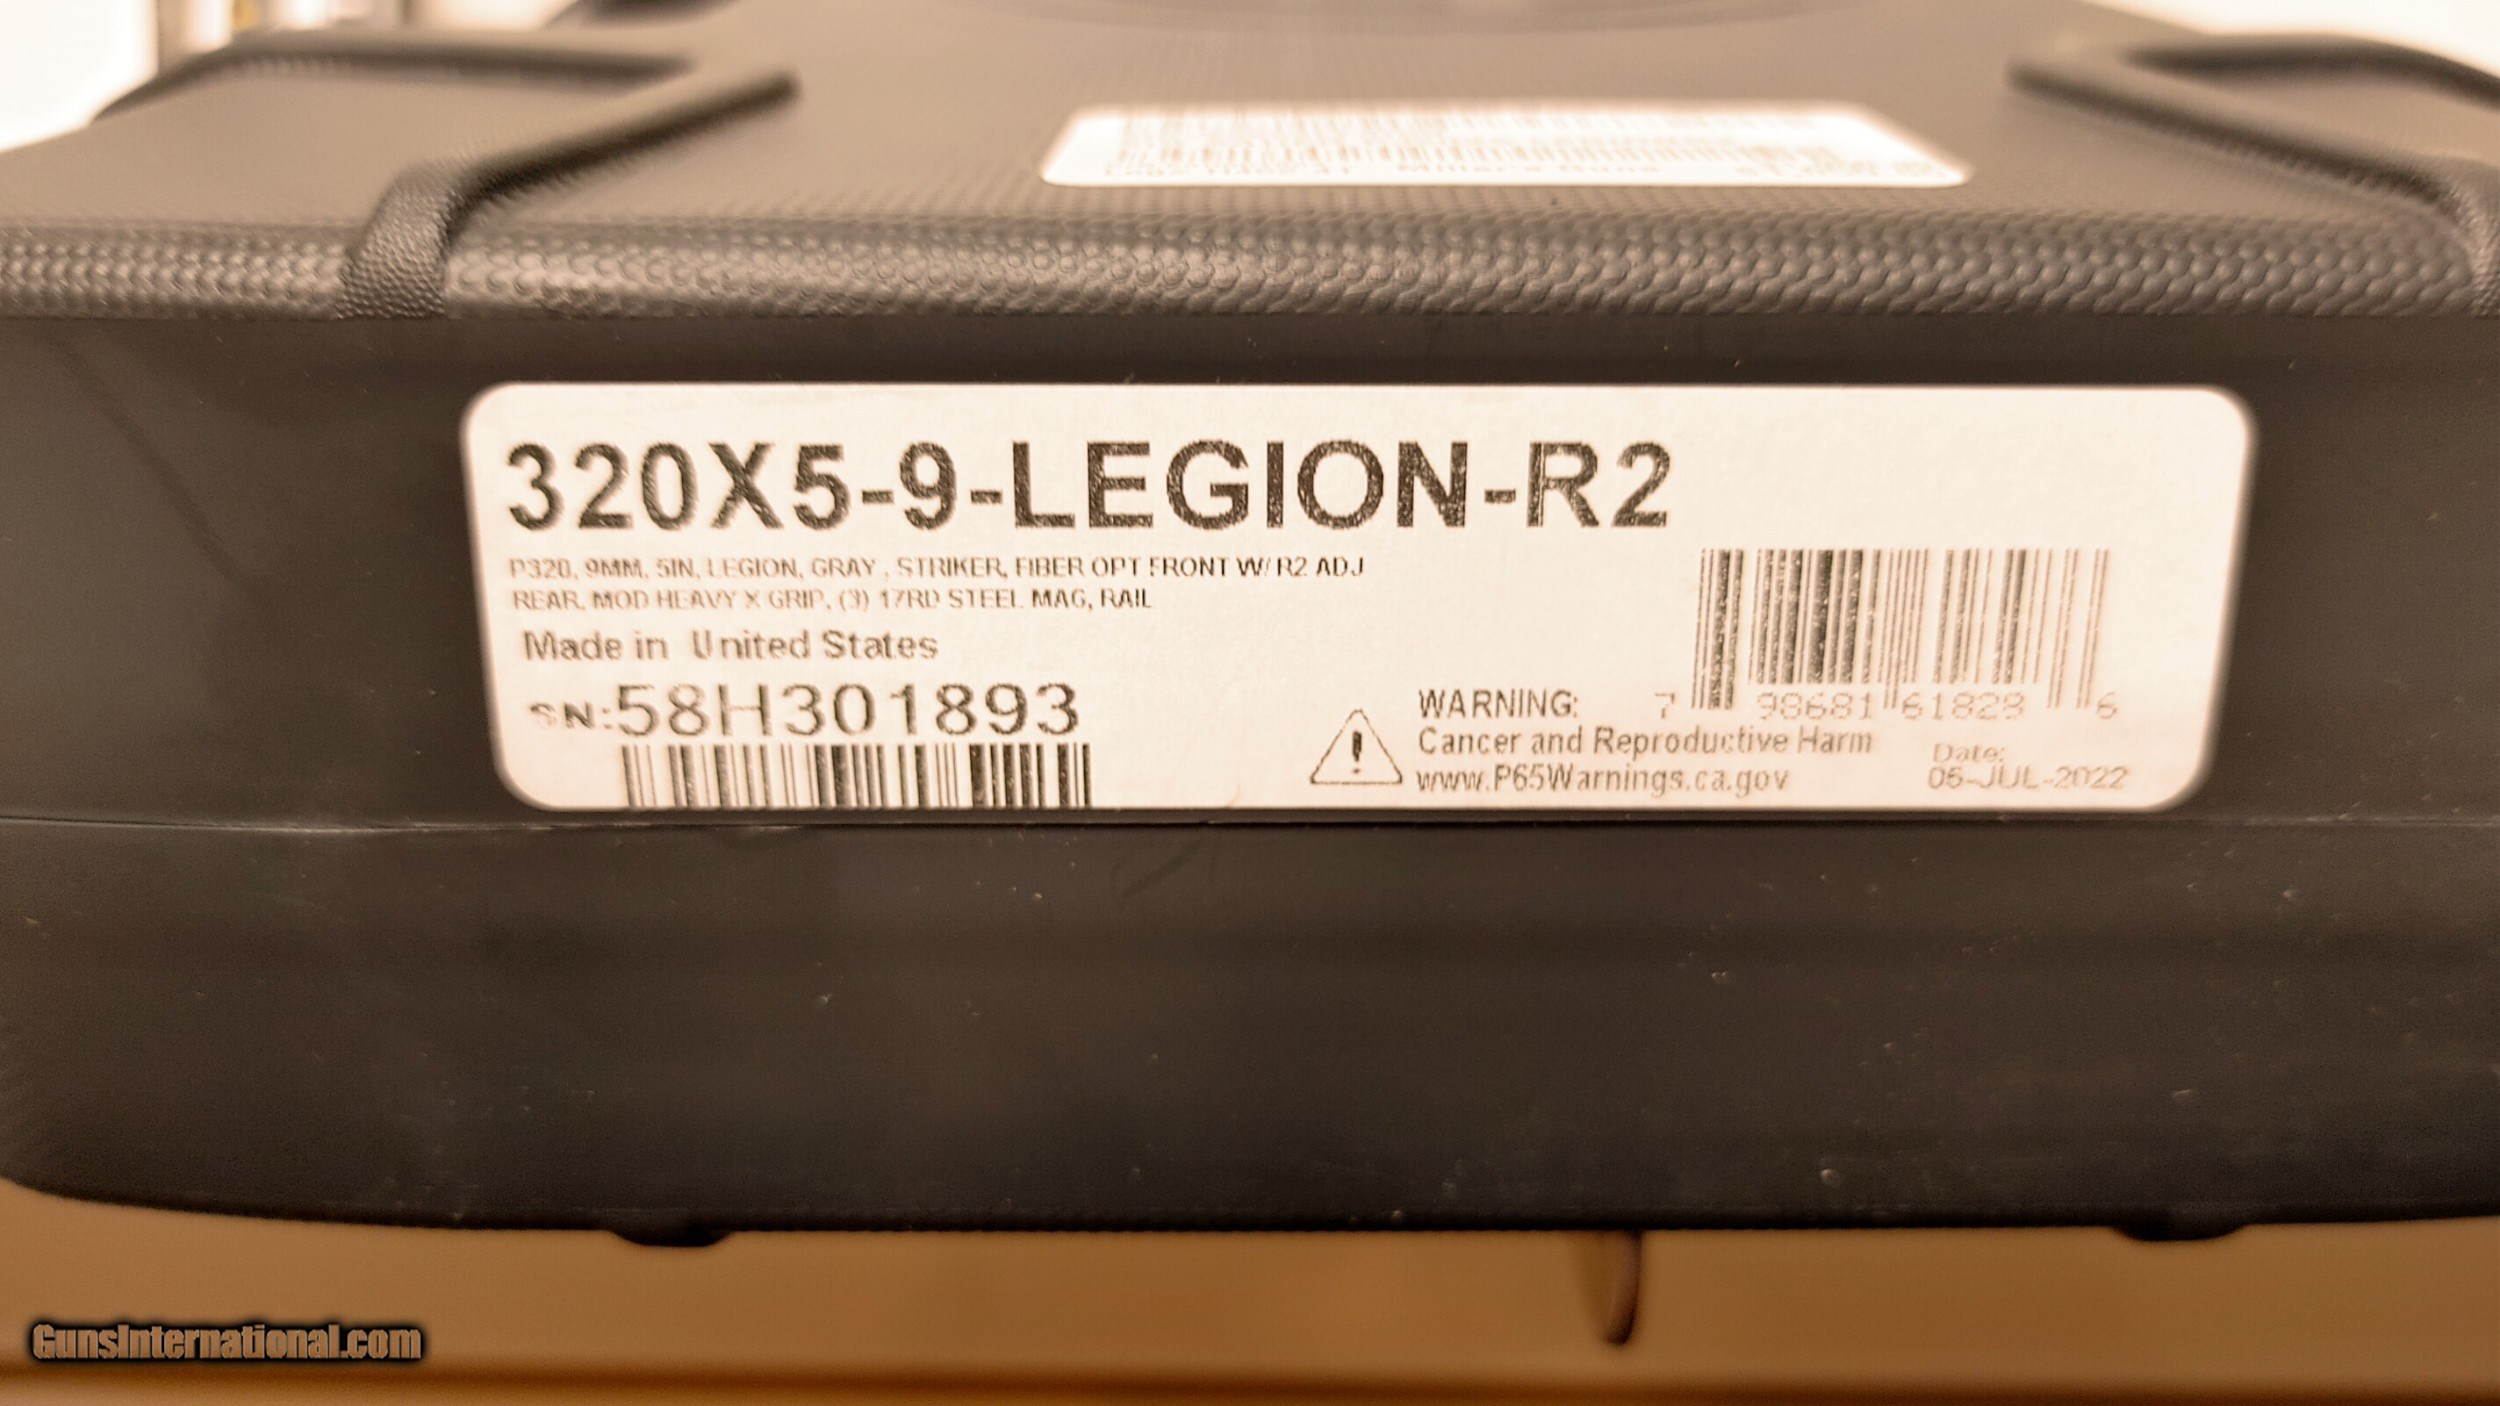 320X5-9-LEGION-R2
P320, 9MM, 5IN, LEGION, GRAY , STRIKER, FIBER OPT FRONT W/ R2 ADJ
REAR, MOD HEAVY X GRIP, (3) 17RD STEEL MAG, RAIL
Made in United States
SN:58H301893
7 98681 61828 6
WARNING:
Cancer and Reproductive Harm
www.P65Warnings.ca.gov
Date:
06-JUL-2022
GunsInternational.com